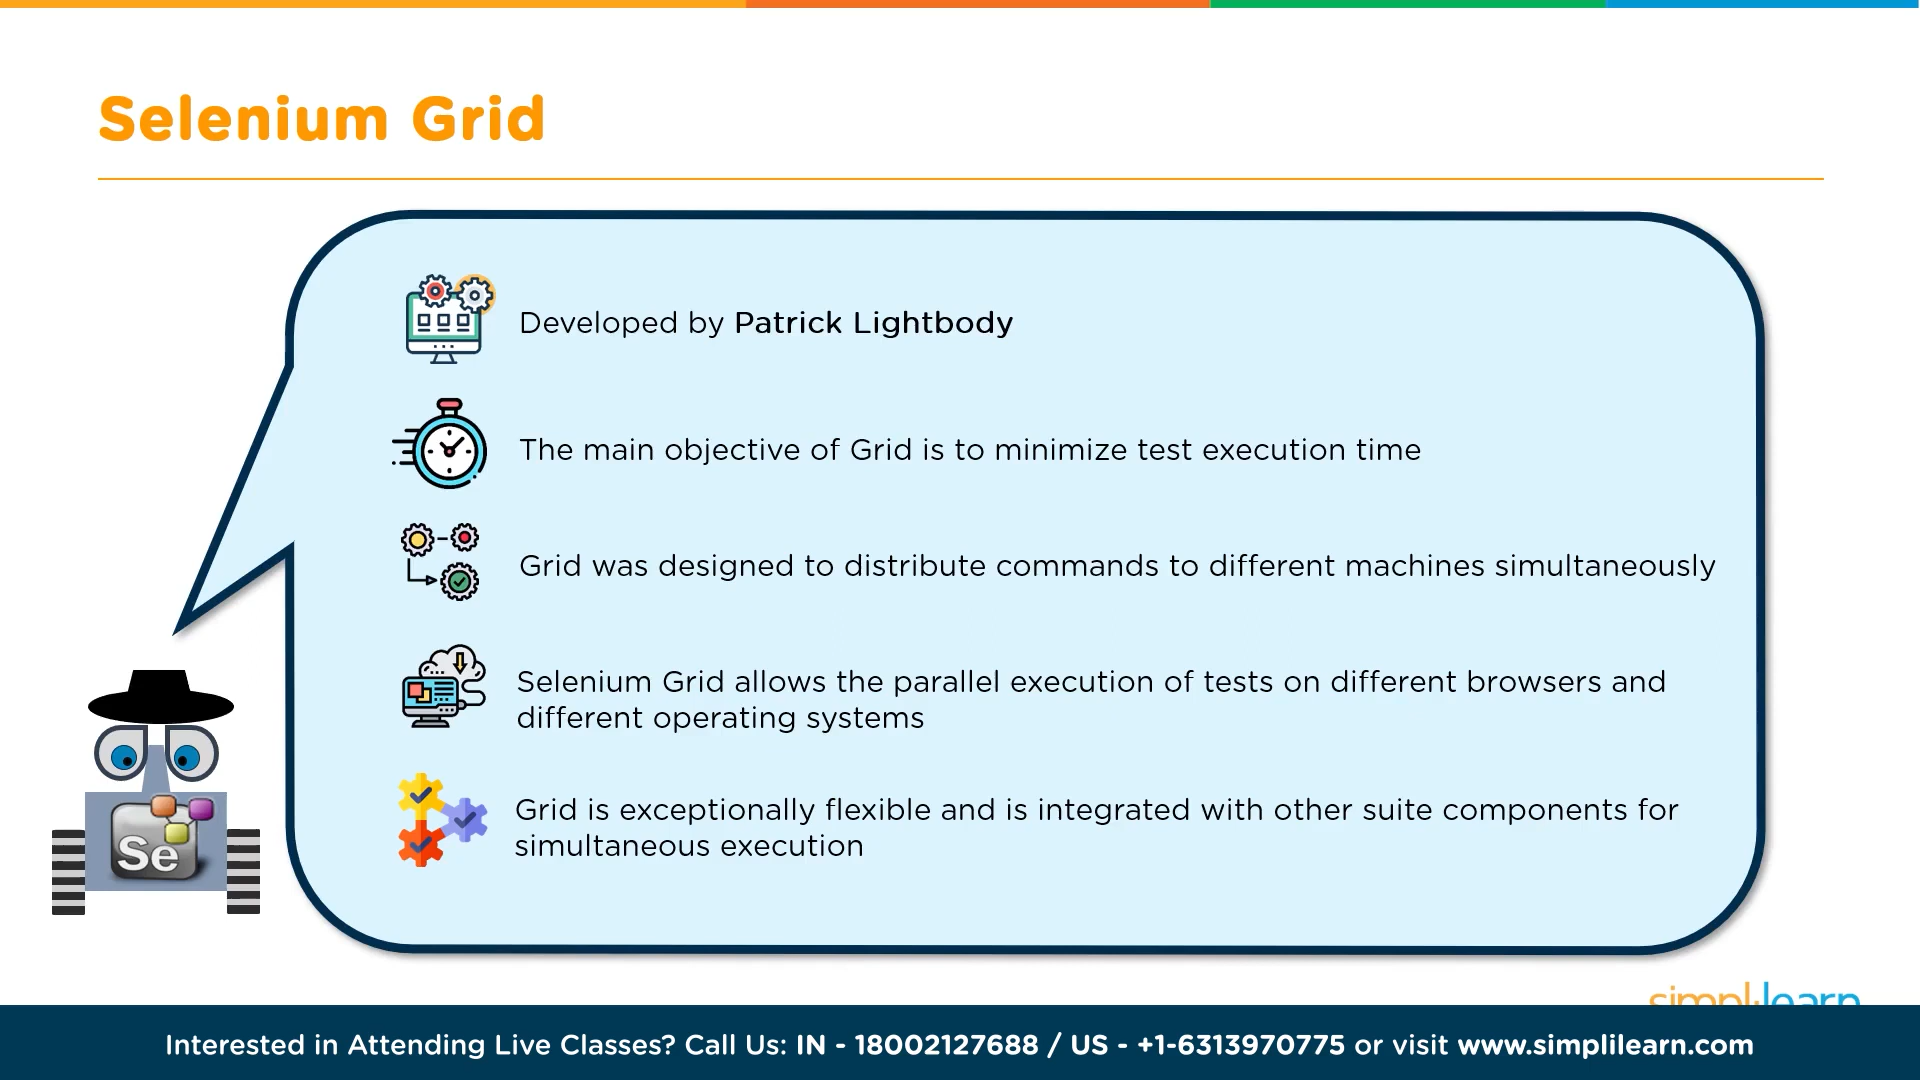 Selenium Grid
Developed by Patrick Lightbody
The main objective of Grid is to minimize test execution time
Grid was designed to distribute commands to different machines simultaneously
Selenium Grid allows the parallel execution of tests on different browsers and
different operating systems
Grid is exceptionally flexible and is integrated with other suite components for
simultaneous execution
Se
simplilearn
Interested in Attending Live Classes? Call Us: IN - 18002127688 / US - +1-6313970775 or visit www.simplilearn.com